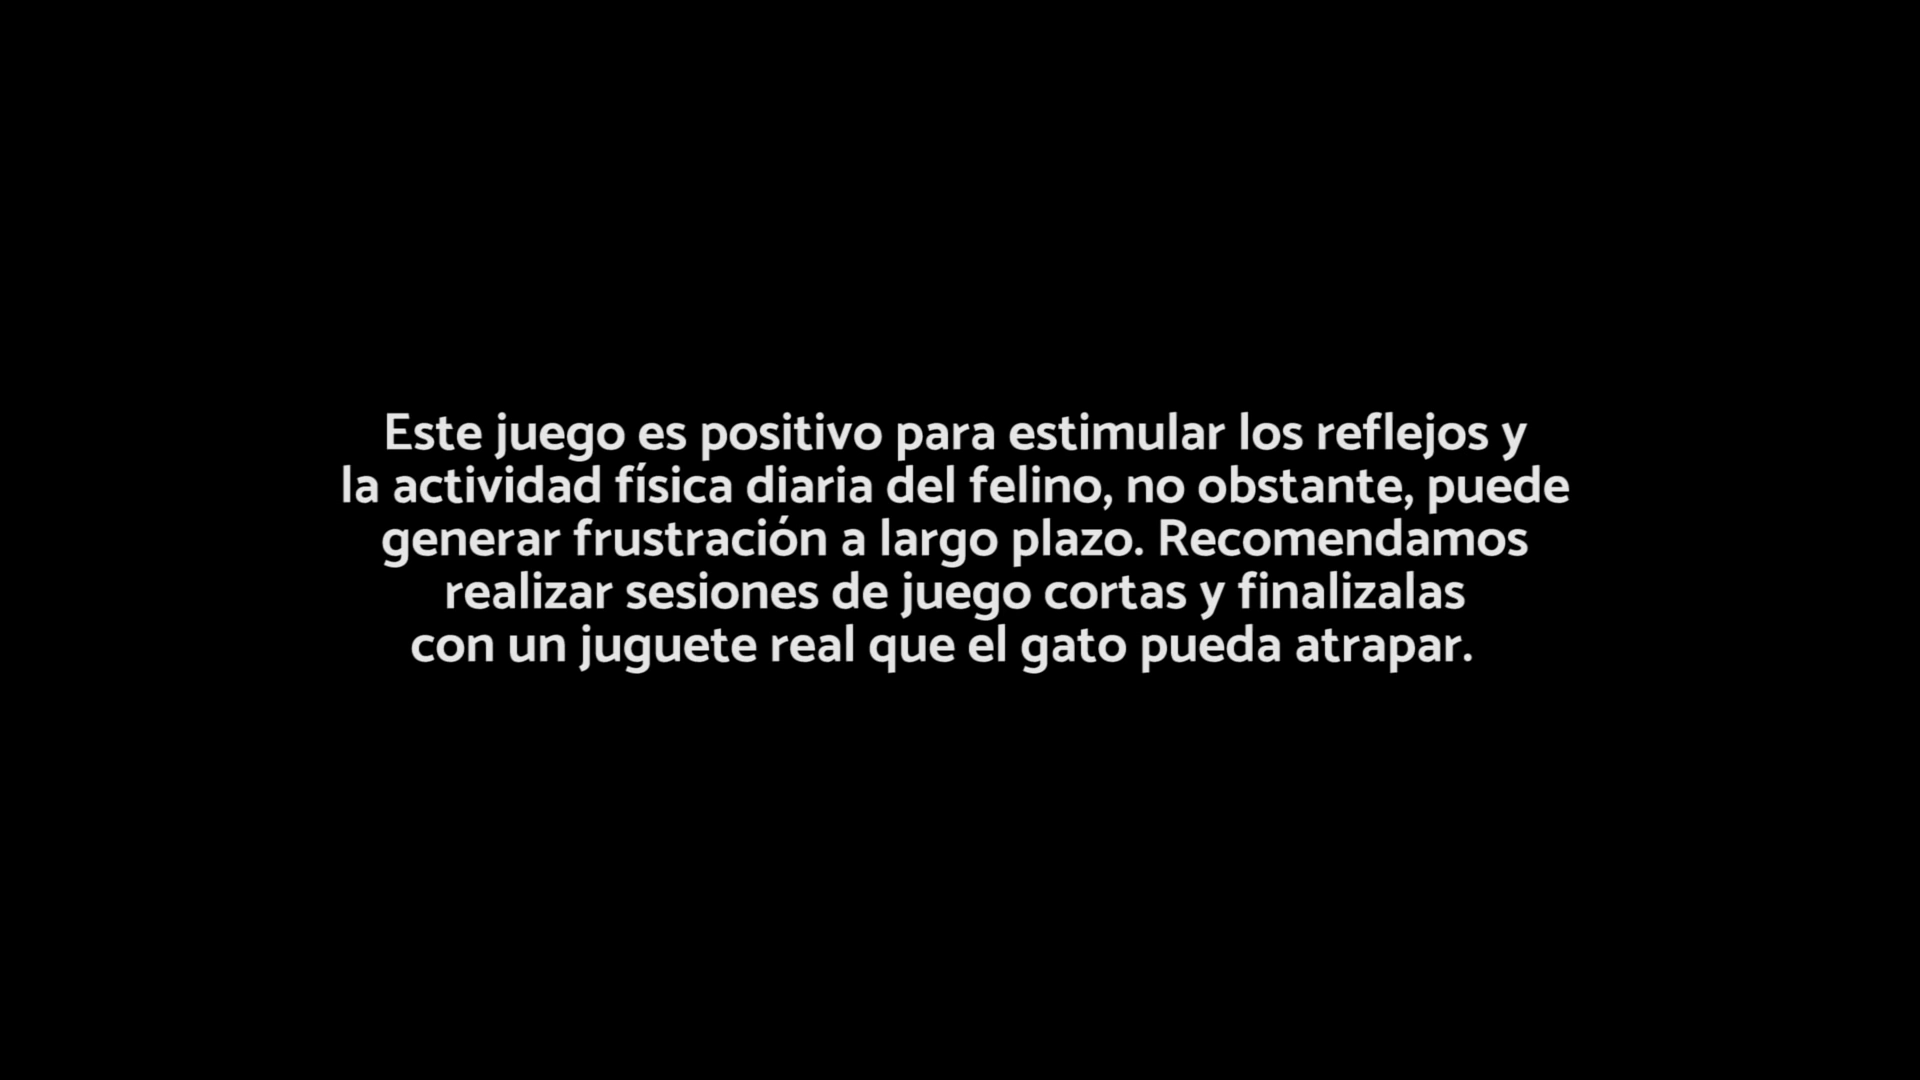 Este juego es positivo para estimular los reflejos y
la actividad física diaria del felino, no obstante, puede
generar frustración a largo plazo. Recomendamos
realizar sesiones de juego cortas y finalizalas
con un juguete real que el gato pueda atrapar.